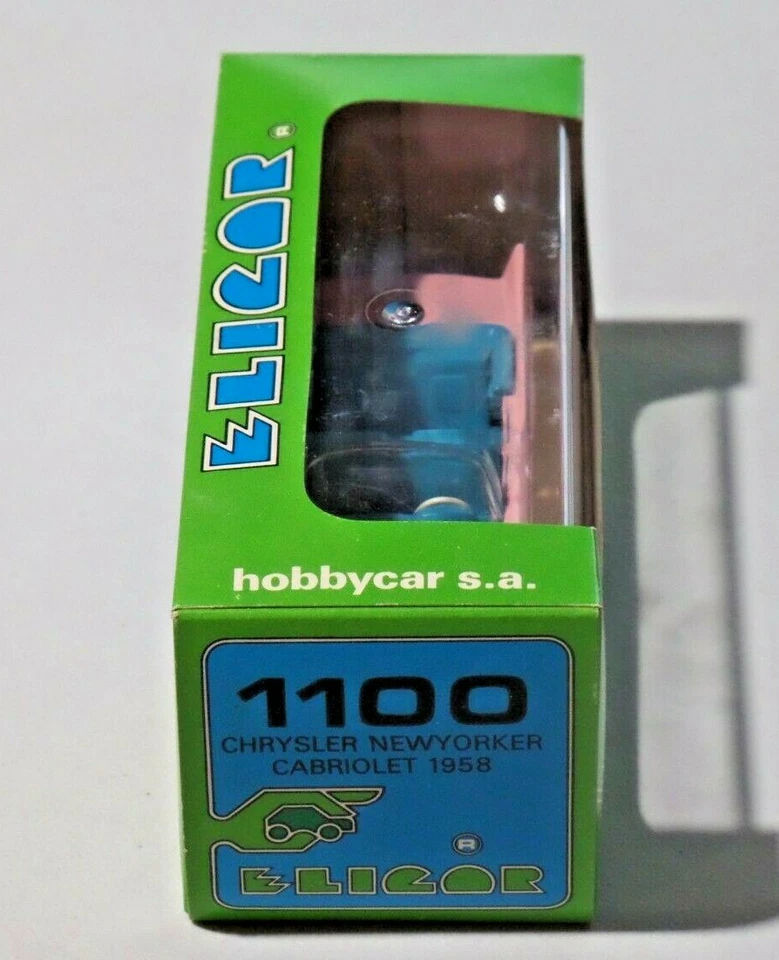 ELIGOR ®
hobbycar s.a.
1100
CHRYSLER NEWYORKER
CABRIOLET 1958
®
ELIGOR